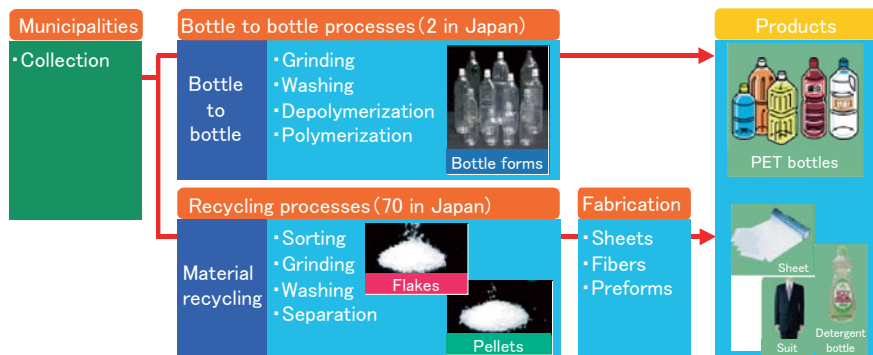 Municipalities
・Collection
Bottle to bottle processes (2 in Japan)
Bottle
to
bottle
・Grinding
・Washing
・Depolymerization
・Polymerization
Bottle forms
Recycling processes (70 in Japan)
Material
recycling
・Sorting
・Grinding
・Washing
・Separation
Flakes
Pellets
Fabrication
・Sheets
・Fibers
・Preforms
Products
PET bottles
Sheet
Suit
Detergent
bottle